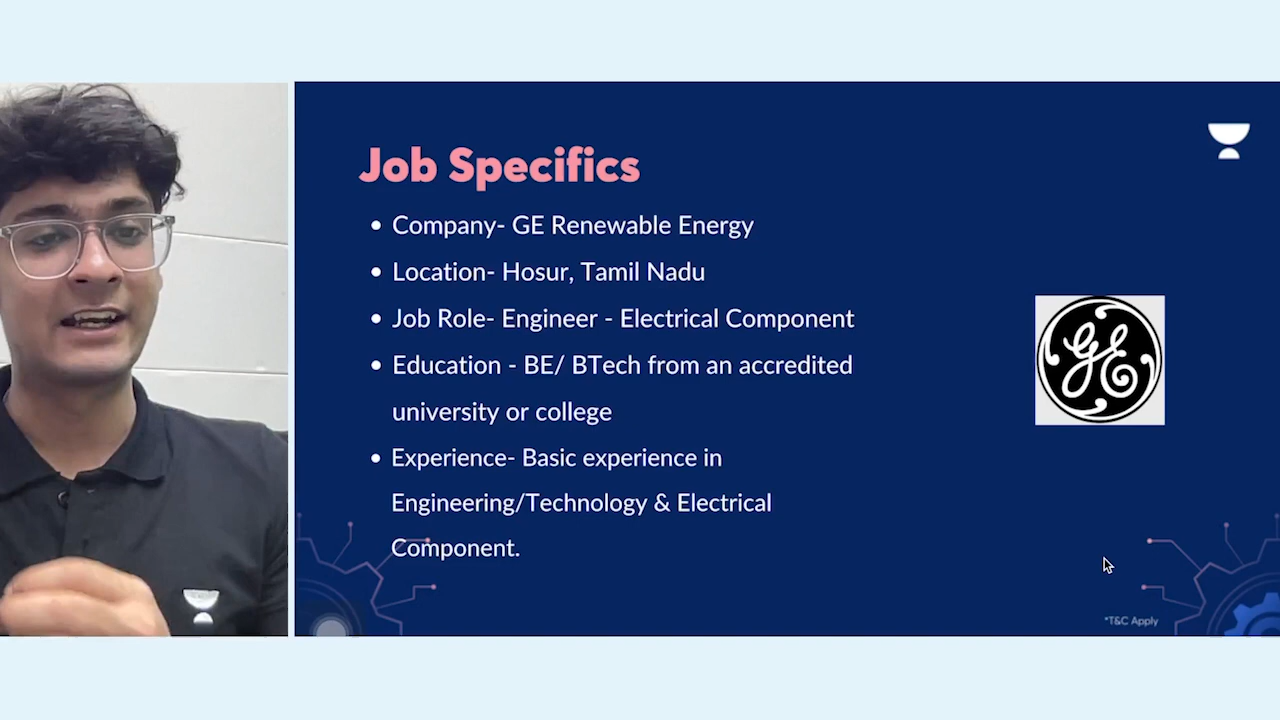 Job Specifics
Company- GE Renewable Energy
Location- Hosur, Tamil Nadu
Job Role- Engineer - Electrical Component
Education - BE/ BTech from an accredited
university or college
Experience- Basic experience in
Engineering/Technology & Electrical
Component.
GE
*T&C Apply